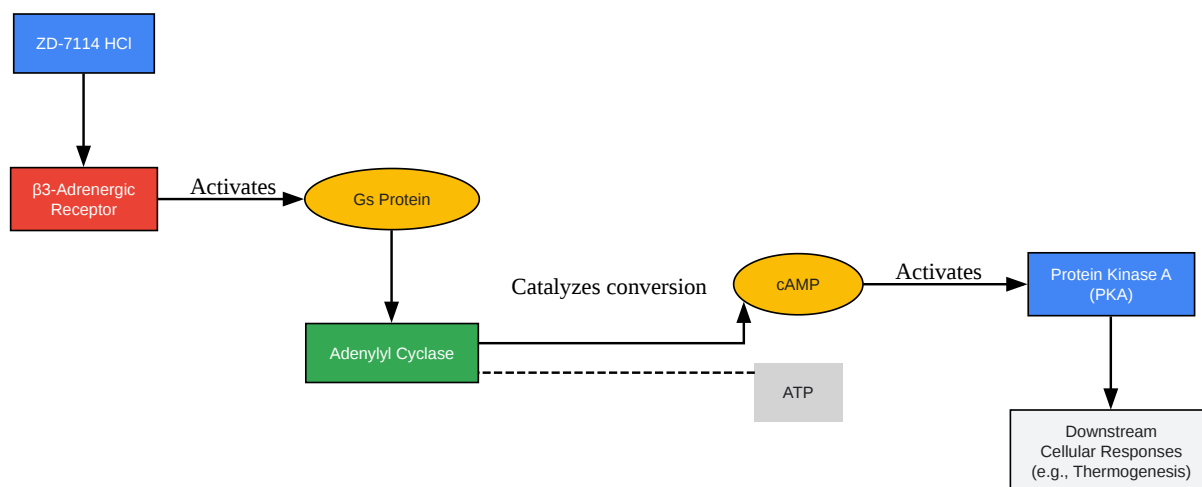 ZD-7114 HCl
β3-Adrenergic
Receptor
Activates
Gs Protein
Catalyzes conversion
cAMP
Activates
Protein Kinase A
(PKA)
Adenylyl Cyclase
ATP
Downstream
Cellular Responses
(e.g., Thermogenesis)